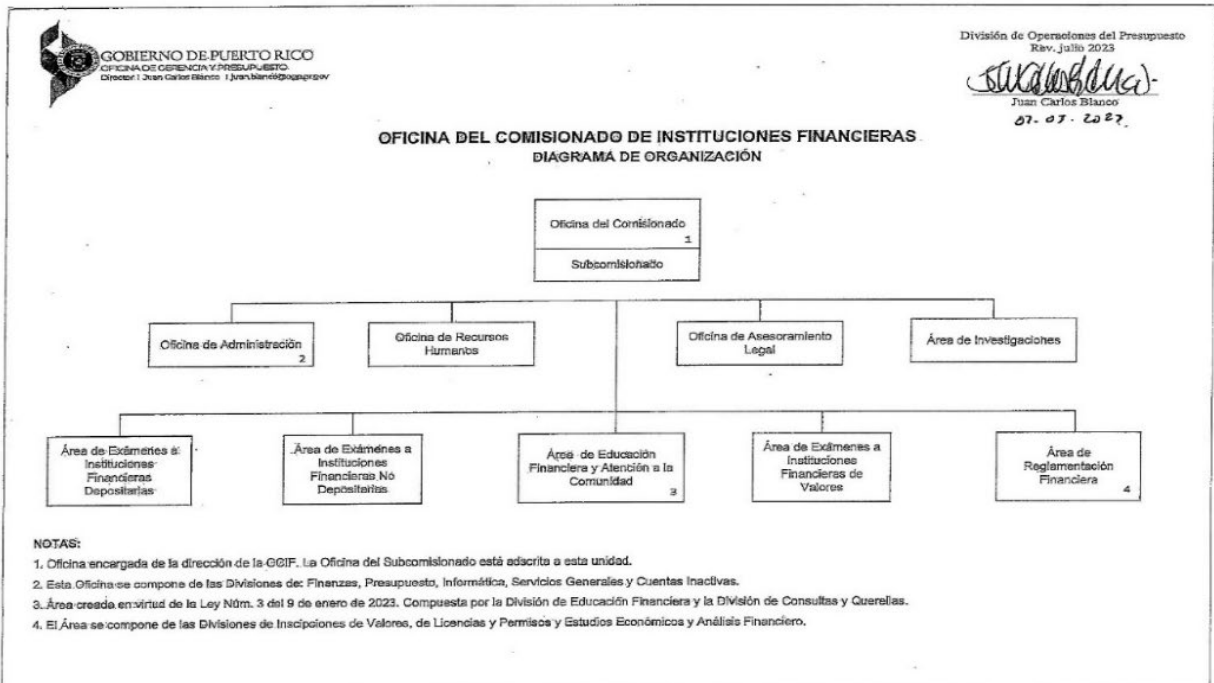 GOBIERNO DE PUERTO RICO
OFICINA DE GERENCIA Y PRESUPUESTO
Director | Juan Carlos Blanco |
División de Operaciones del Presupuesto
Rev. julio 2023
Juan Carlos Blanco
OFICINA DEL COMISIONADO DE INSTITUCIONES FINANCIERAS
DIAGRAMA DE ORGANIZACIÓN
Oficina del Comisionado
1
Subcomisionado
Oficina de Administración
2
Oficina de Recursos
Humanos
Oficina de Asesoramiento
Legal
Área de Investigaciones
Área de Exámenes a
Instituciones
Financieras
Depositarias
Área de Exámenes a
Instituciones
Financieras No
Depositarias
Área de Educación
Financiera y Atención a la
Comunidad
3
Área de Exámenes a
Instituciones
Financieras de
Valores
Área de
Reglamentación
Financiera
4
NOTAS:
1. Oficina encargada de la dirección de la OCIF. La Oficina del Subcomisionado está adscrita a esta unidad.
2. Esta Oficina se compone de las Divisiones de: Finanzas, Presupuesto, Informática, Servicios Generales y Cuentas Inactivas.
3. Área creada en virtud de la Ley Núm. 3 del 9 de enero de 2023. Compuesta por la División de Educación Financiera y la División de Consultas y Querellas.
4. El Área se compone de las Divisiones de Inscipciones de Valores, de Licencias y Permisos y Estudios Económicos y Análisis Financiero.